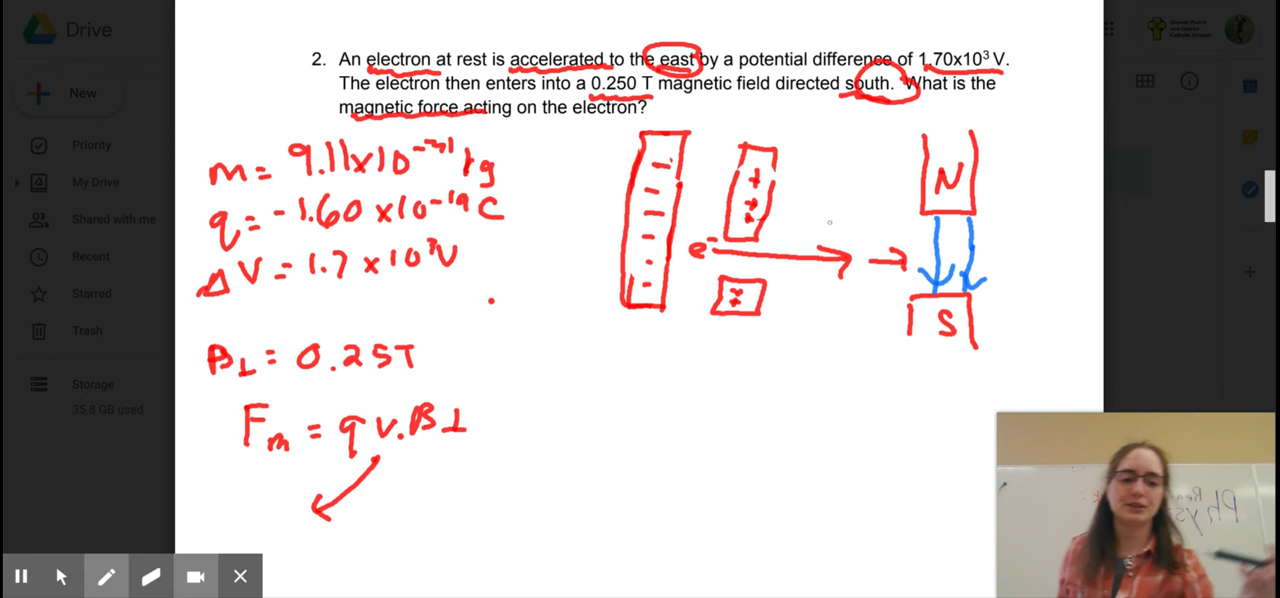 Drive
New
Priority
My Drive
Shared with me
Recent
Starred
Trash
Storage
35.8 GB used
2. An electron at rest is accelerated to the east by a potential difference of 1.70x10³ V.
The electron then enters into a 0.250 T magnetic field directed south. What is the
magnetic force acting on the electron?
m = 9.11x10⁻³¹ kg
q = -1.60 x10⁻¹⁹ C
ΔV = 1.7 x10³V
B⊥ = 0.25T
Fm = qv.B⊥
e⁻
N
S
Phys